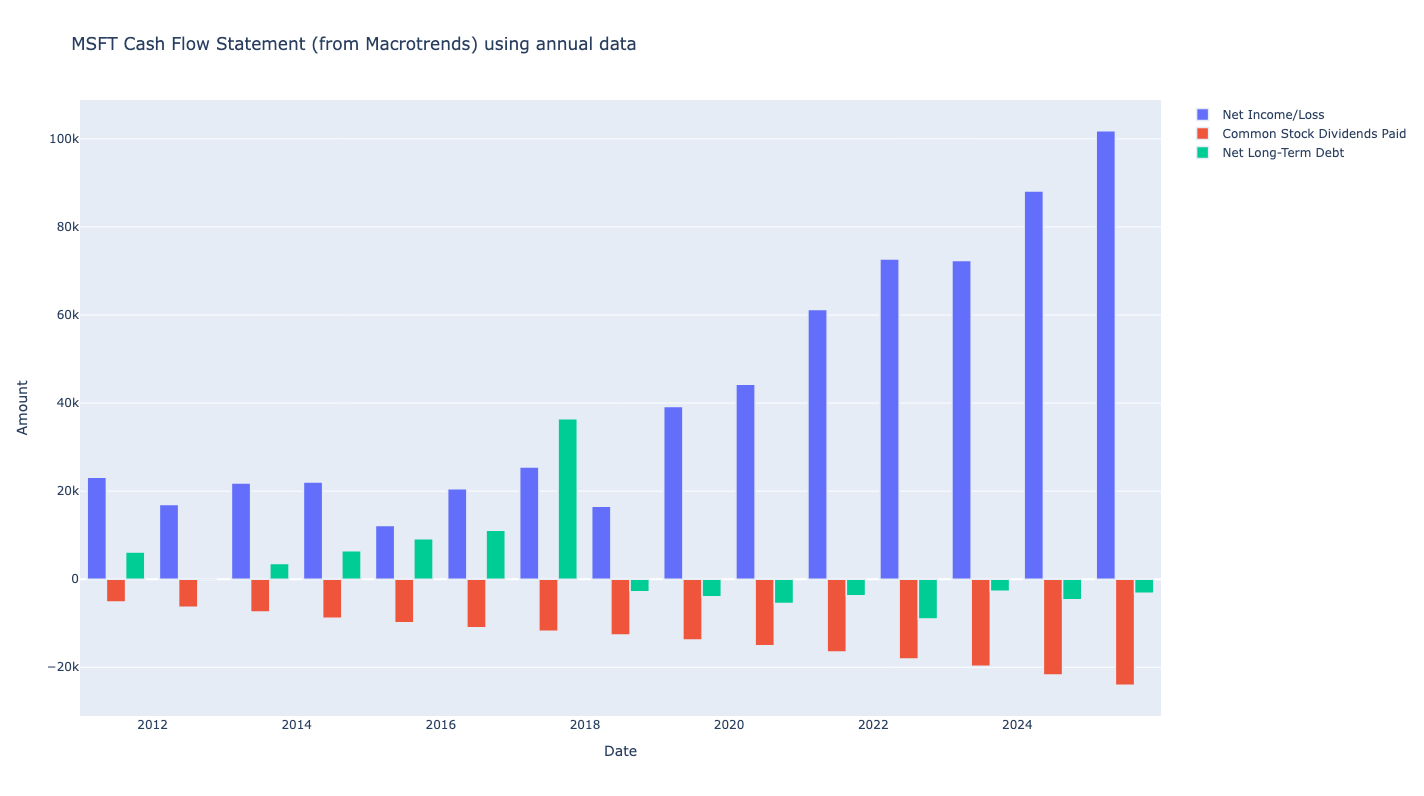 MSFT Cash Flow Statement (from Macrotrends) using annual data
Net Income/Loss
Common Stock Dividends Paid
Net Long-Term Debt
100k
80k
60k
40k
20k
0
−20k
Amount
2012 2014 2016 2018 2020 2022 2024
Date